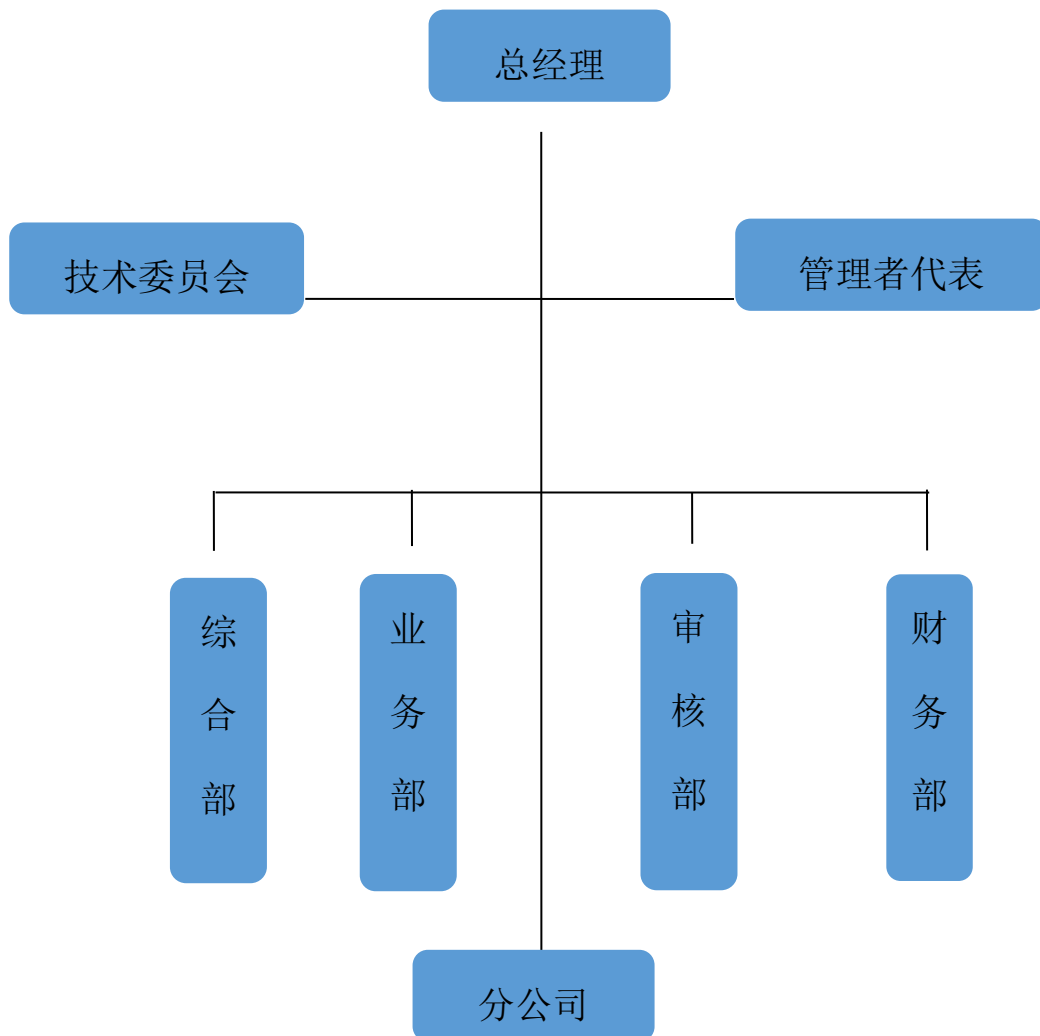 总经理
技术委员会
管理者代表
综合部
业务部
审核部
财务部
分公司